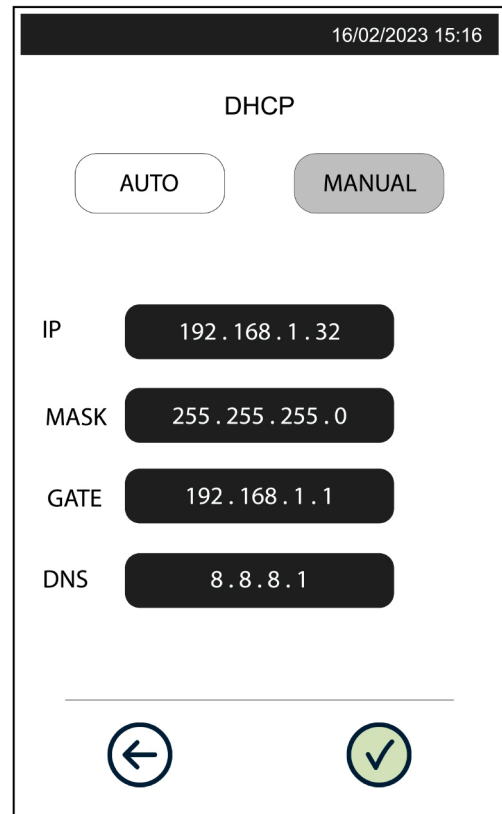 16/02/2023 15:16
DHCP
AUTO MANUAL
IP 192.168.1.32
MASK 255.255.255.0
GATE 192.168.1.1
DNS 8.8.8.1